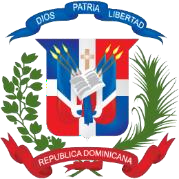 DIOS PATRIA LIBERTAD
REPUBLICA DOMINICANA